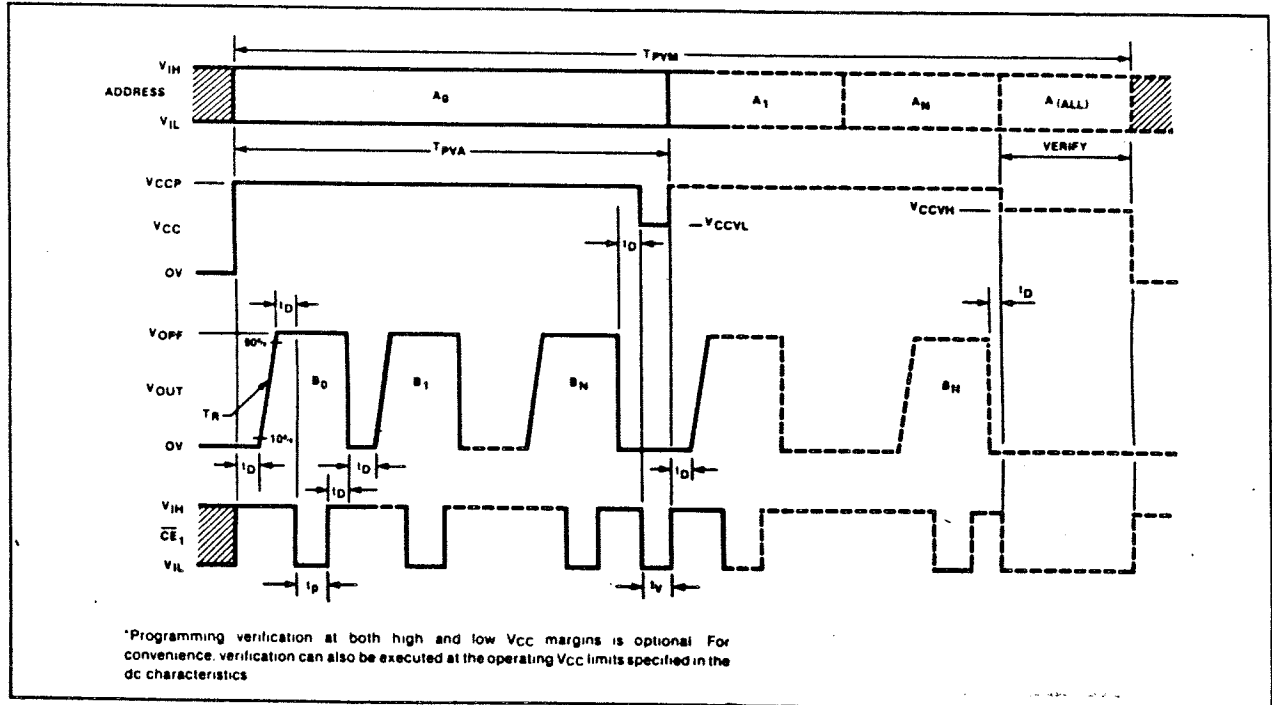 TPVM
VIH
ADDRESS
VIL
A0
A1
AN
A (ALL)
TPVA
VERIFY
VCCP
VCC
0V
tD
VCCVL
VCCVH
tD
tD
VOPF
90%
VOUT
TR
10%
0V
B0
B1
BN
BN
tD
tD
tD
tD
VIH
CE1
VIL
tp
tV
*Programming verification at both high and low VCC margins is optional For
convenience, verification can also be executed at the operating VCC limits specified in the
dc characteristics